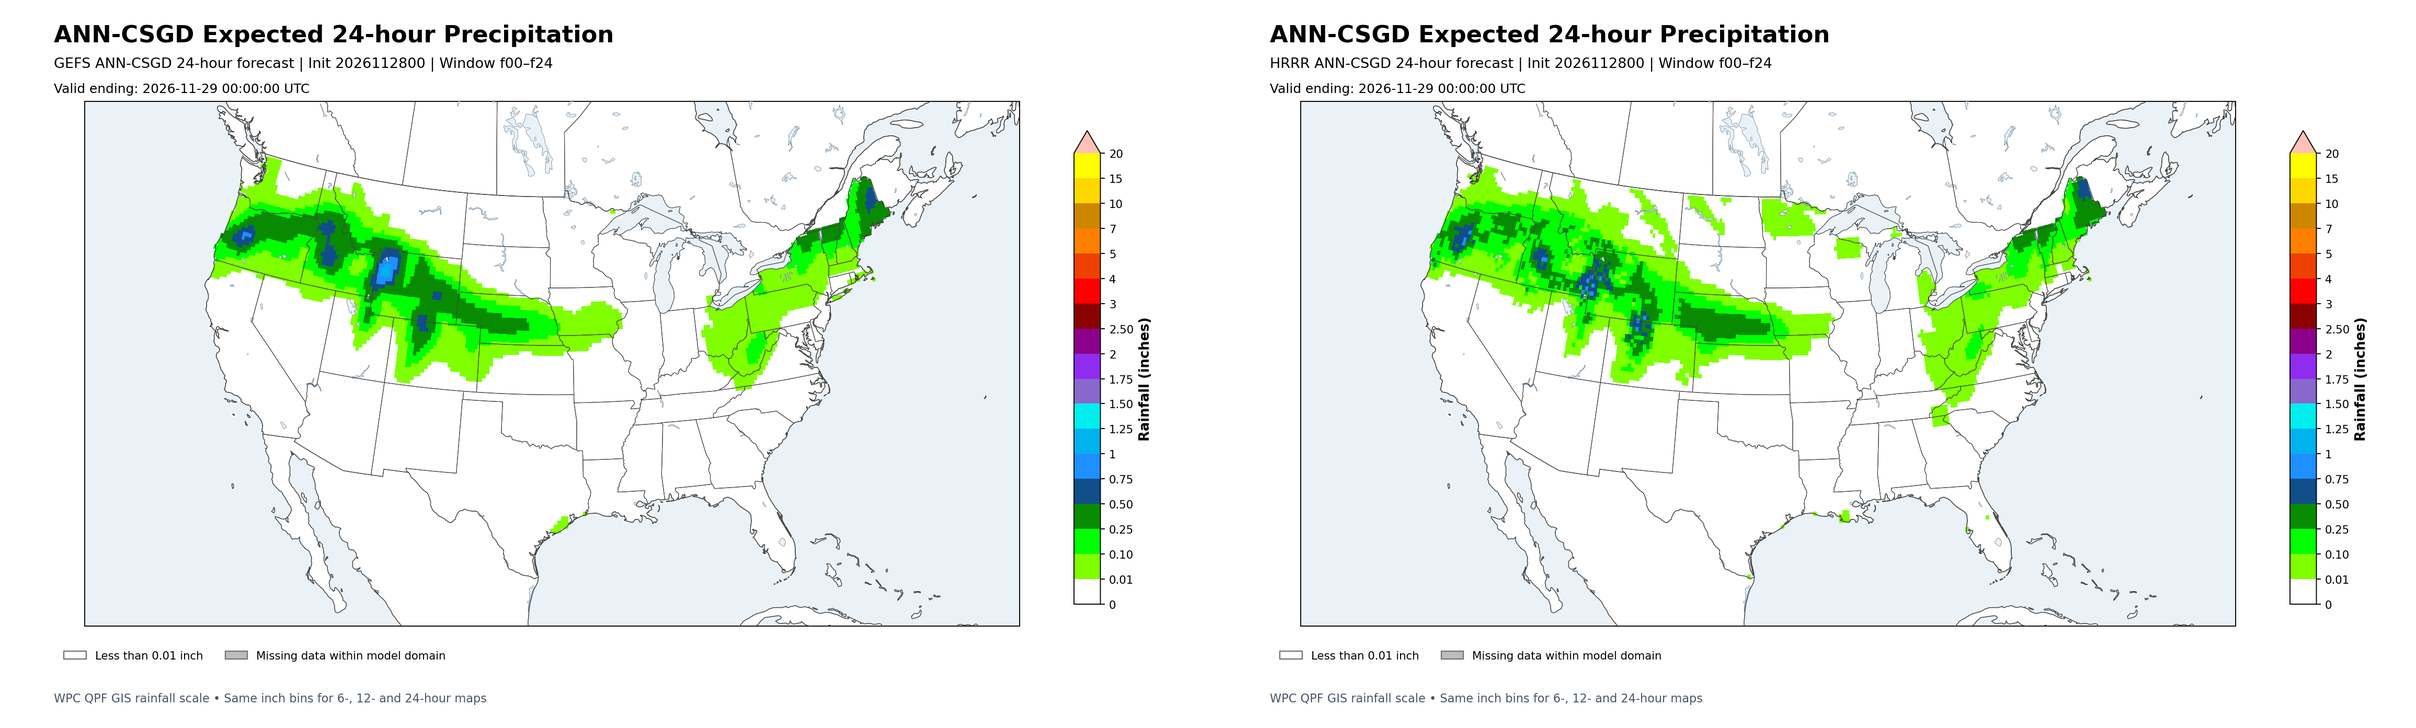 ANN-CSGD Expected 24-hour Precipitation
GEFS ANN-CSGD 24-hour forecast | Init 2026112800 | Window f00–f24
Valid ending: 2026-11-29 00:00:00 UTC
20
15
10
7
5
4
3
2.50
2
1.75
1.50
1.25
1
0.75
0.50
0.25
0.10
0.01
0
Rainfall (inches)
Less than 0.01 inch
Missing data within model domain
WPC QPF GIS rainfall scale • Same inch bins for 6-, 12- and 24-hour maps
ANN-CSGD Expected 24-hour Precipitation
HRRR ANN-CSGD 24-hour forecast | Init 2026112800 | Window f00–f24
Valid ending: 2026-11-29 00:00:00 UTC
20
15
10
7
5
4
3
2.50
2
1.75
1.50
1.25
1
0.75
0.50
0.25
0.10
0.01
0
Rainfall (inches)
Less than 0.01 inch
Missing data within model domain
WPC QPF GIS rainfall scale • Same inch bins for 6-, 12- and 24-hour maps